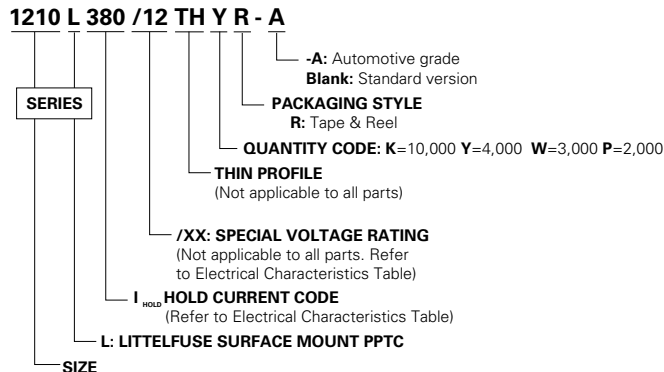 1210 L 380 /12 TH Y R - A
-A: Automotive grade
Blank: Standard version
SERIES
PACKAGING STYLE
R: Tape & Reel
QUANTITY CODE: K=10,000 Y=4,000 W=3,000 P=2,000
THIN PROFILE
(Not applicable to all parts)
/XX: SPECIAL VOLTAGE RATING
(Not applicable to all parts. Refer
to Electrical Characteristics Table)
I HOLD HOLD CURRENT CODE
(Refer to Electrical Characteristics Table)
L: LITTELFUSE SURFACE MOUNT PPTC
SIZE